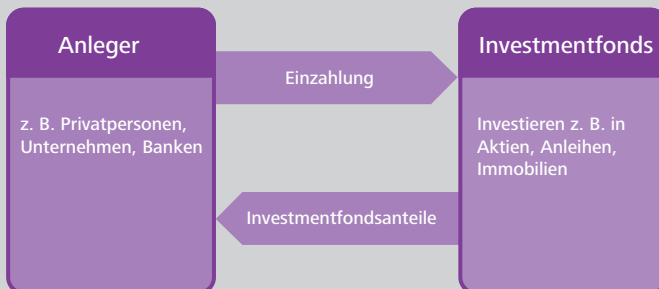 Anleger
z. B. Privatpersonen,
Unternehmen, Banken
Einzahlung
Investmentfondsanteile
Investmentfonds
Investieren z. B. in
Aktien, Anleihen,
Immobilien